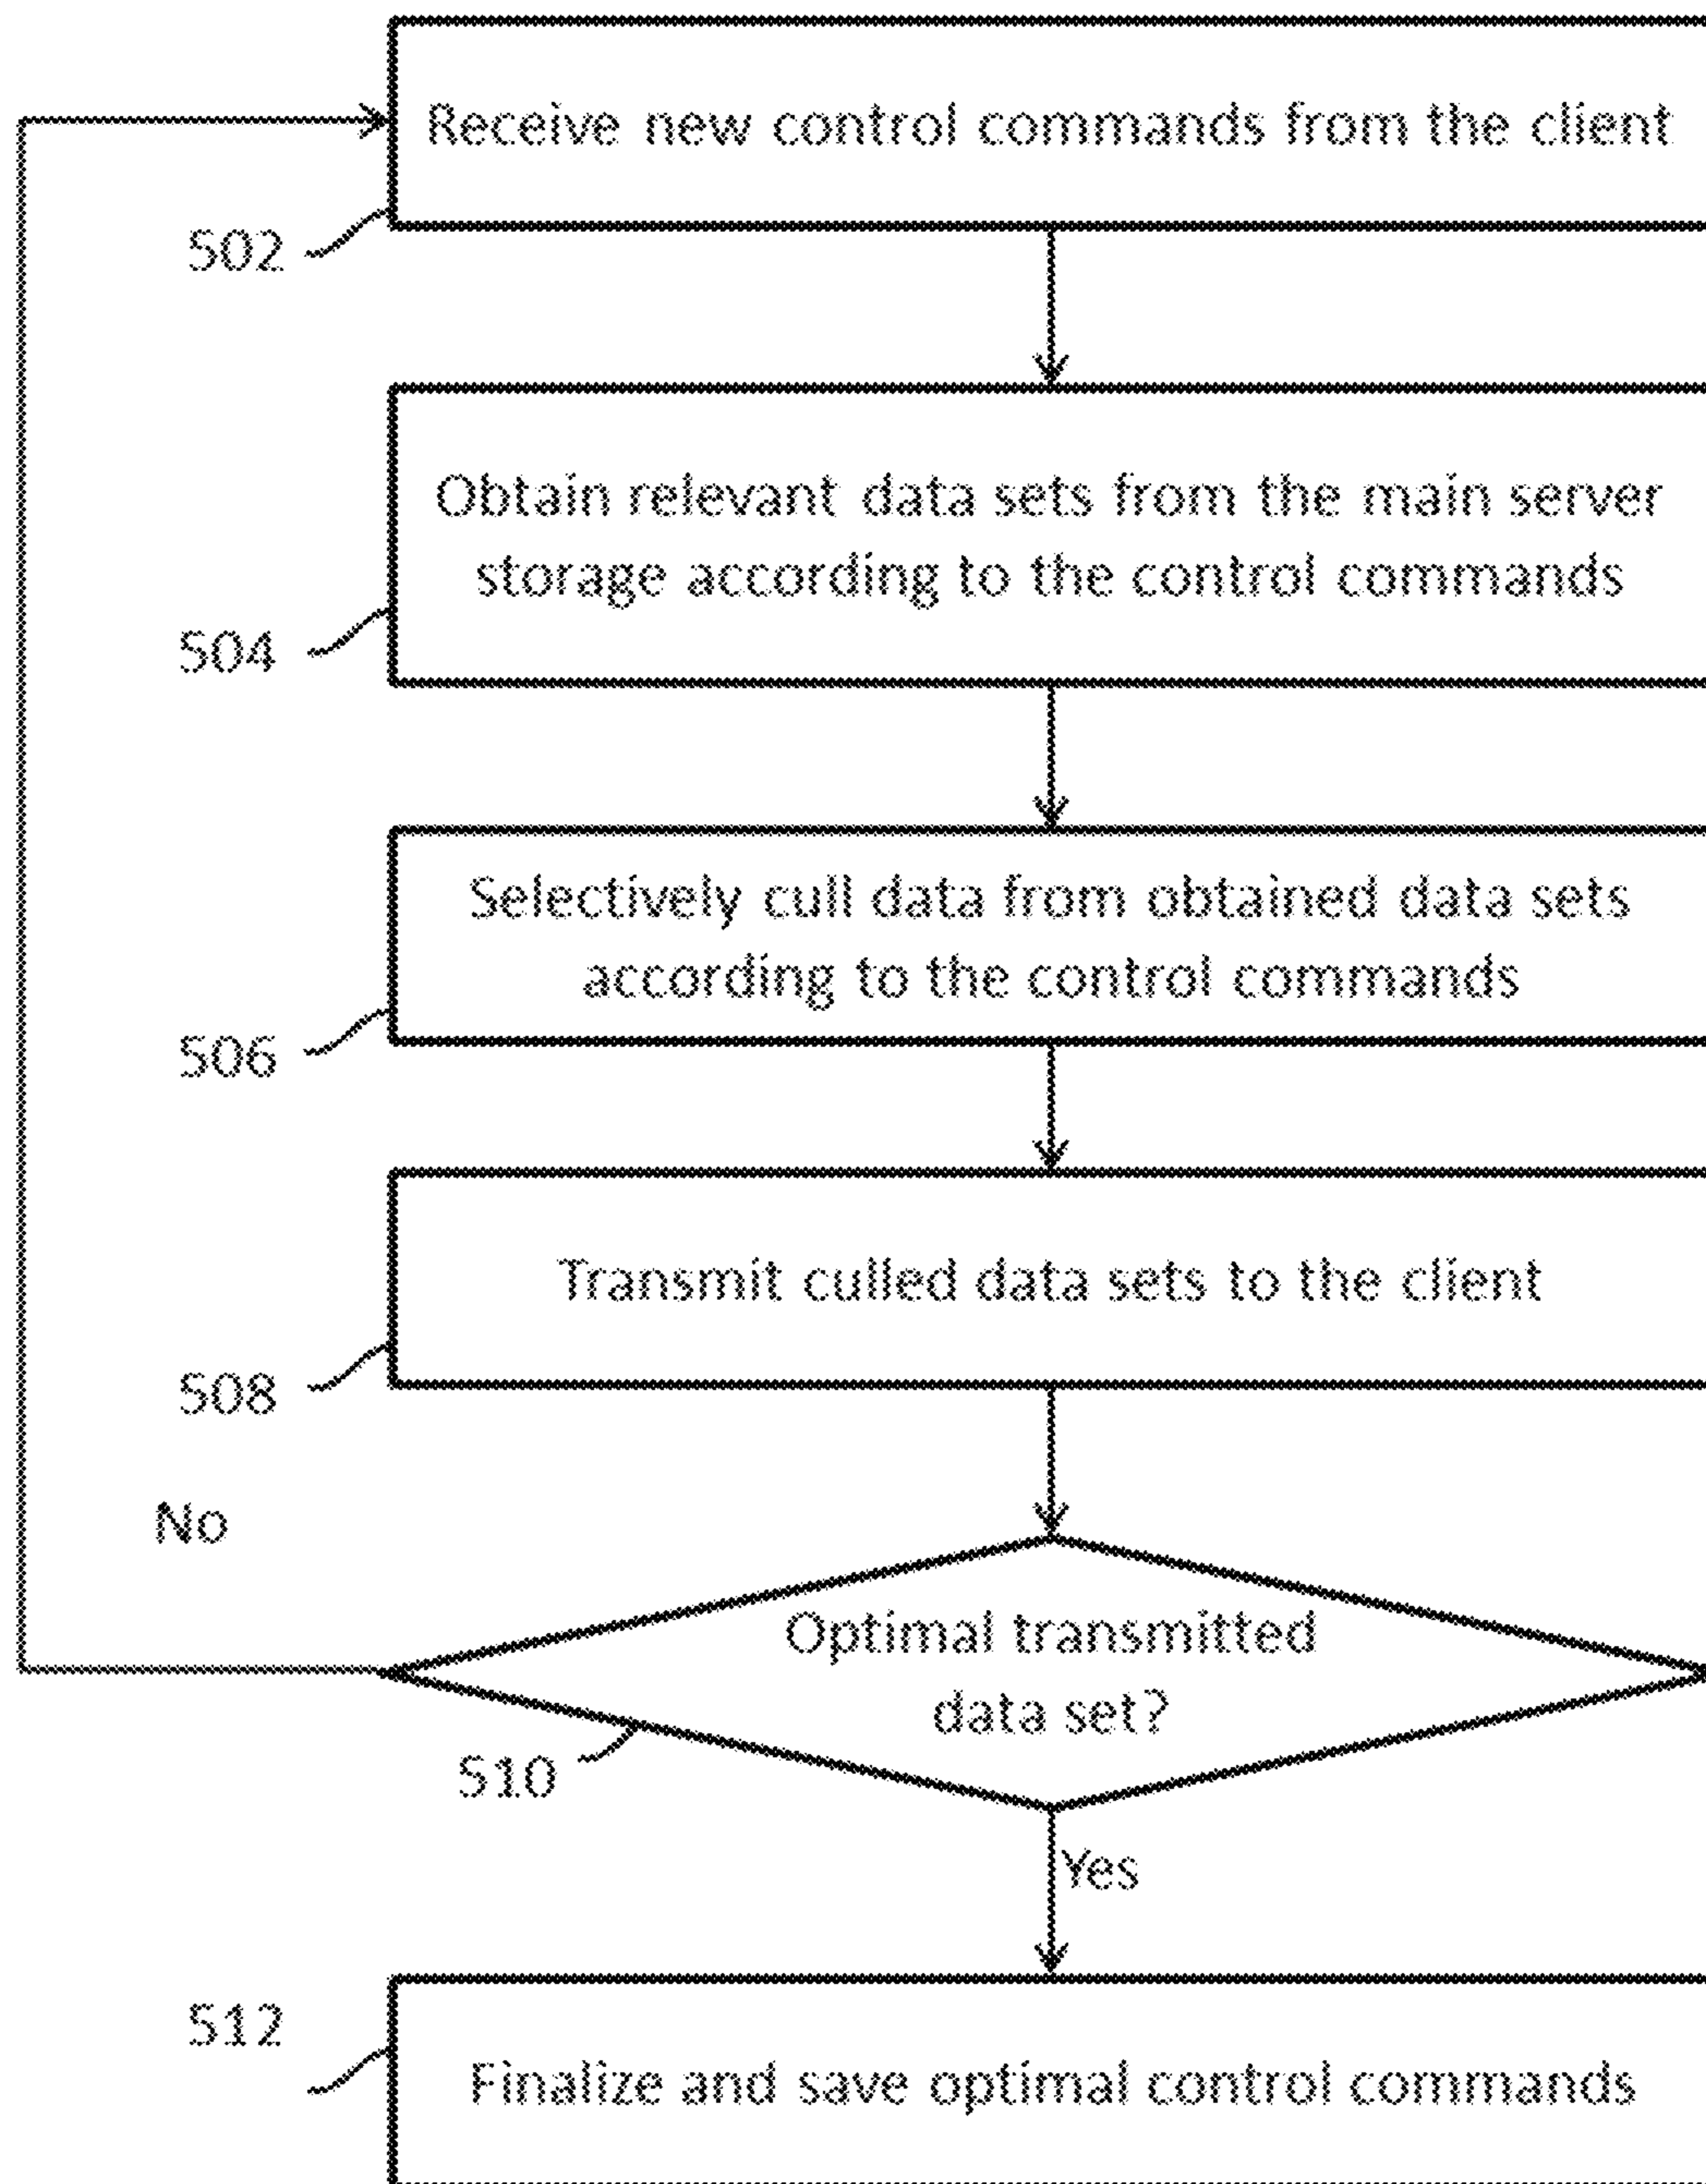 Receive new control commands from the client
502
Obtain relevant data sets from the main server
storage according to the control commands
504
Selectively cull data from obtained data sets
according to the control commands
506
Transmit culled data sets to the client
508
No
Optimal transmitted
data set?
510
Yes
512
Finalize and save optimal control commands